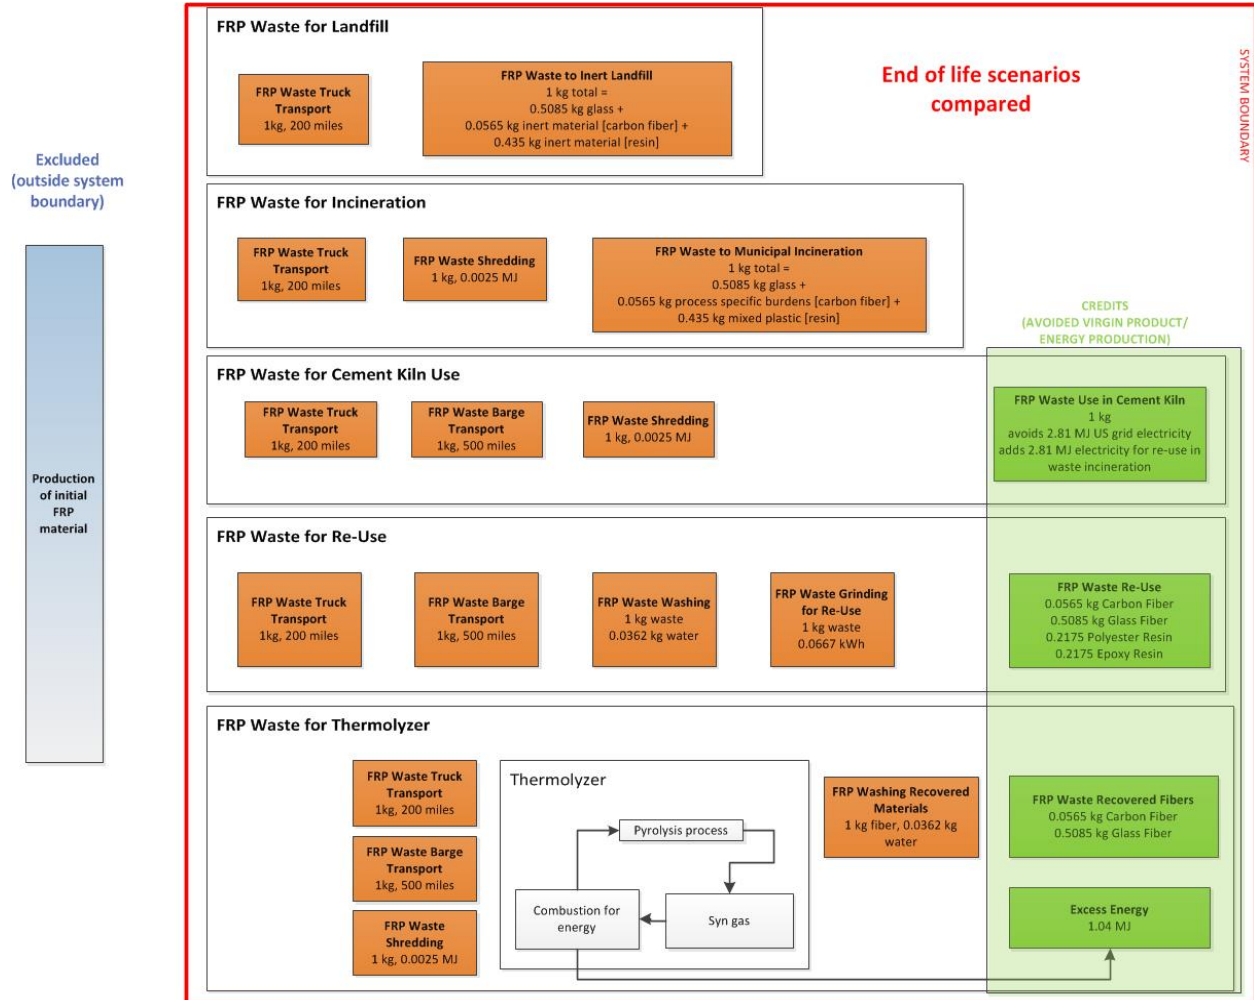 FRP Waste for Landfill
FRP Waste Truck
Transport
1kg, 200 miles
FRP Waste to Inert Landfill
1 kg total =
0.5085 kg glass +
0.0565 kg inert material [carbon fiber] +
0.435 kg inert material [resin]
End of life scenarios
compared
SYSTEM BOUNDARY
Excluded
(outside system
boundary)
Production
of initial
FRP
material
FRP Waste for Incineration
FRP Waste Truck
Transport
1kg, 200 miles
FRP Waste Shredding
1 kg, 0.0025 MJ
FRP Waste to Municipal Incineration
1 kg total =
0.5085 kg glass +
0.0565 kg process specific burdens [carbon fiber] +
0.435 kg mixed plastic [resin]
CREDITS
(AVOIDED VIRGIN PRODUCT/
ENERGY PRODUCTION)
FRP Waste for Cement Kiln Use
FRP Waste Truck
Transport
1kg, 200 miles
FRP Waste Barge
Transport
1kg, 500 miles
FRP Waste Shredding
1 kg, 0.0025 MJ
FRP Waste Use in Cement Kiln
1 kg
avoids 2.81 MJ US grid electricity
adds 2.81 MJ electricity for re-use in
waste incineration
FRP Waste for Re-Use
FRP Waste Truck
Transport
1kg, 200 miles
FRP Waste Barge
Transport
1kg, 500 miles
FRP Waste Washing
1 kg waste
0.0362 kg water
FRP Waste Grinding
for Re-Use
1 kg waste
0.0667 kWh
FRP Waste Re-Use
0.0565 kg Carbon Fiber
0.5085 kg Glass Fiber
0.2175 Polyester Resin
0.2175 Epoxy Resin
FRP Waste for Thermolyzer
FRP Waste Truck
Transport
1kg, 200 miles
FRP Waste Barge
Transport
1kg, 500 miles
FRP Waste
Shredding
1 kg, 0.0025 MJ
Thermolyzer
Pyrolysis process
Combustion for
energy
Syn gas
FRP Washing Recovered
Materials
1 kg fiber, 0.0362 kg
water
FRP Waste Recovered Fibers
0.0565 kg Carbon Fiber
0.5085 kg Glass Fiber
Excess Energy
1.04 MJ